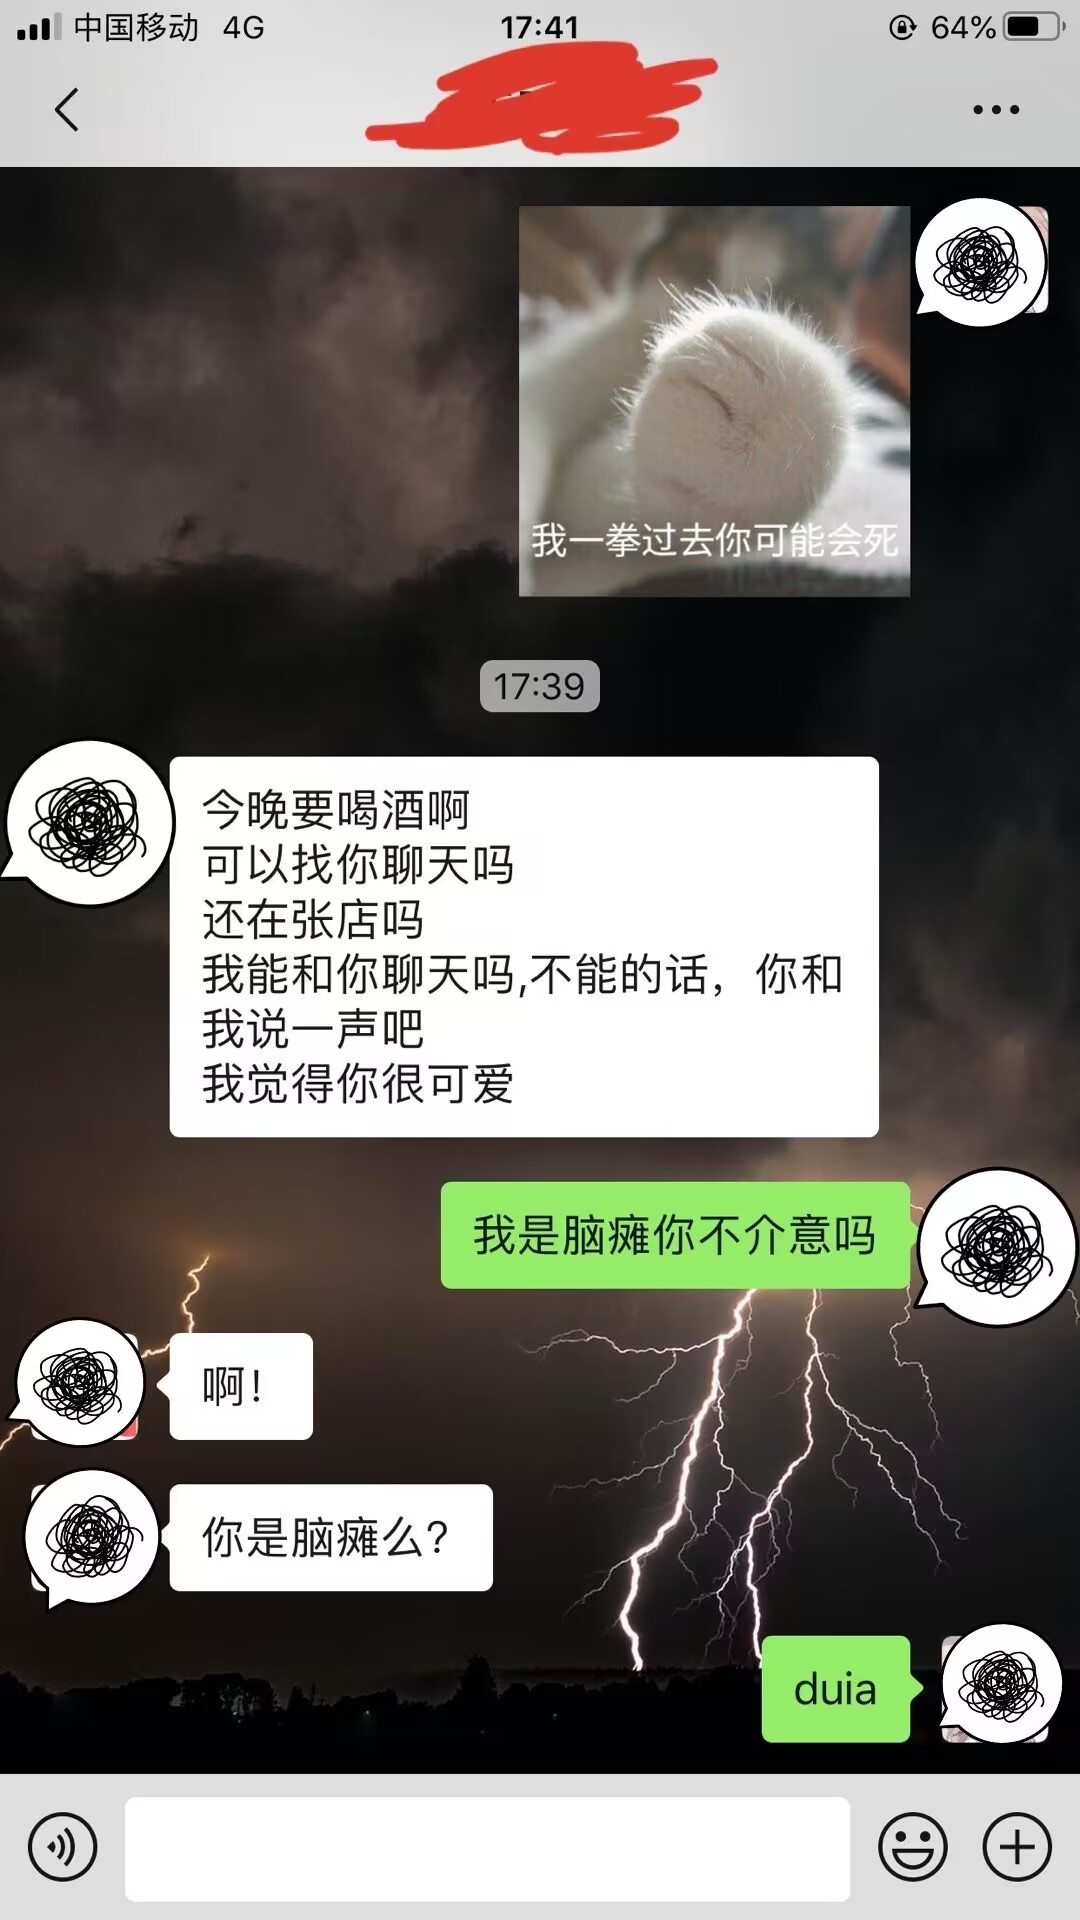 中国移动 4G 17:41 64%
我一拳过去你可能会死
17:39
今晚要喝酒啊
可以找你聊天吗
还在张店吗
我能和你聊天吗,不能的话，你和
我说一声吧
我觉得你很可爱
我是脑瘫你不介意吗
啊！
你是脑瘫么？
duia